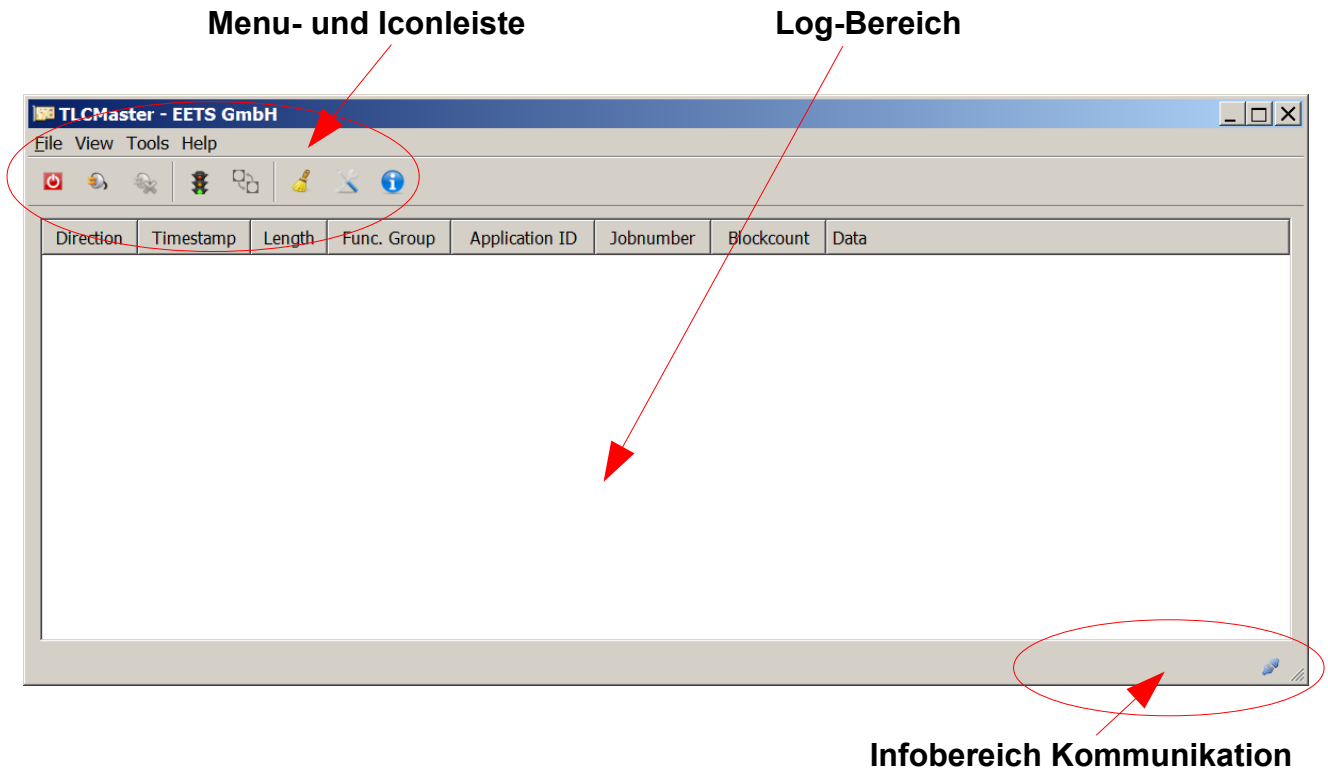 Menu- und Iconleiste Log-Bereich
TLCMaster - EETS GmbH
File View Tools Help
Direction Timestamp Length Func. Group Application ID Jobnumber Blockcount Data
Infobereich Kommunikation